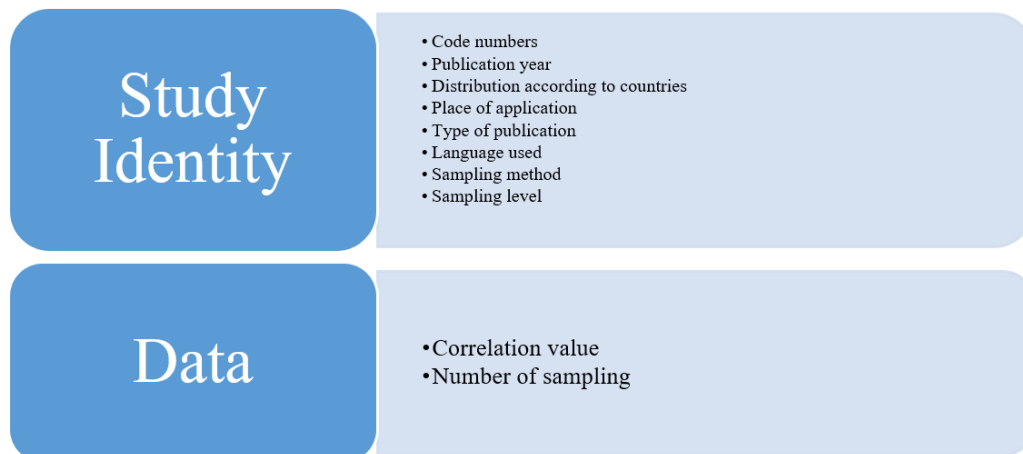 Study
Identity
• Code numbers
• Publication year
• Distribution according to countries
• Place of application
• Type of publication
• Language used
• Sampling method
• Sampling level
Data
•Correlation value
•Number of sampling